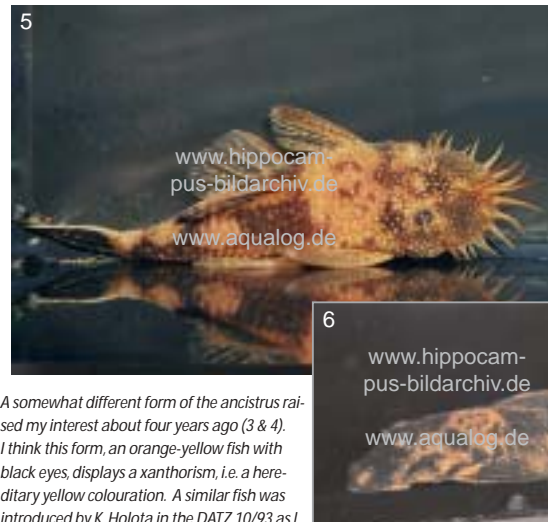 5
www.hippocam-
pus-bildarchiv.de
www.aqualog.de
6
www.hippocam-
pus-bildarchiv.de
www.aqualog.de
A somewhat different form of the ancistrus rai-
sed my interest about four years ago (3 & 4).
I think this form, an orange-yellow fish with
black eyes, displays a xanthorism, i.e. a here-
ditary yellow colouration. A similar fish was
introduced by K. Holota in the DATZ 10/93 as L